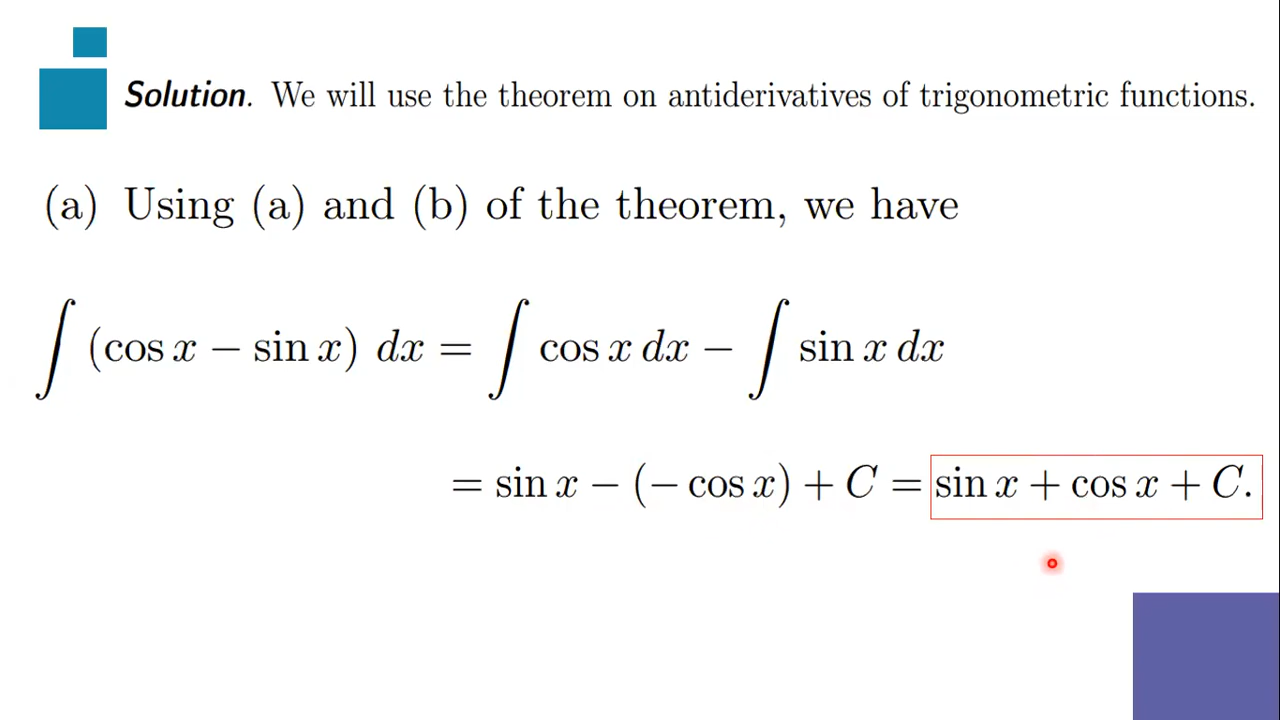 Solution. We will use the theorem on antiderivatives of trigonometric functions.
(a) Using (a) and (b) of the theorem, we have
∫ (cos x − sin x) dx = ∫ cos x dx − ∫ sin x dx
= sin x − (− cos x) + C = sin x + cos x + C.